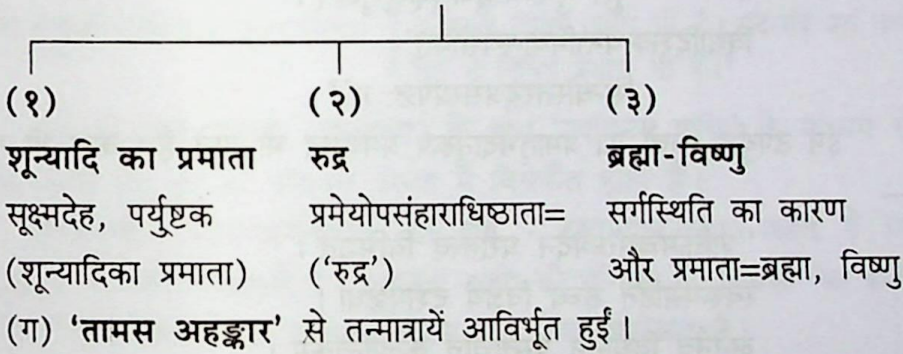 (१) (२) (३)
शून्यादि का प्रमाता रुद्र ब्रह्मा-विष्णु
सूक्ष्मदेह, पर्युष्टक प्रमेयोपसंहाराधिष्ठाता= सर्गस्थिति का कारण
(शून्यादिका प्रमाता) (‘रुद्र’) और प्रमाता=ब्रह्मा, विष्णु
(ग) ‘तामस अहङ्कार’ से तन्मात्रायें आविर्भूत हुईं ।